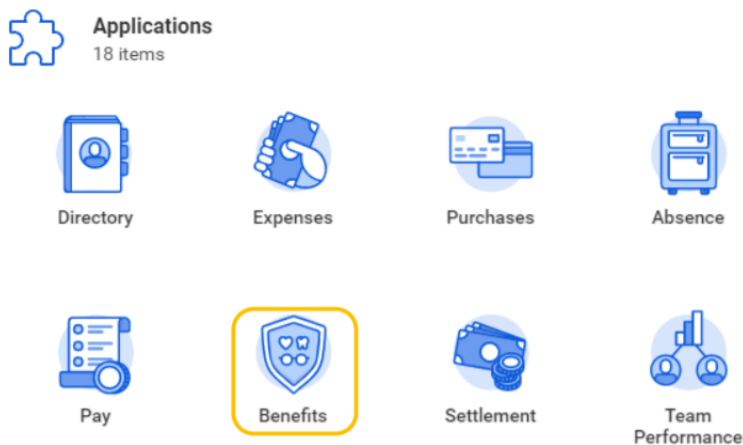 Applications
18 items
Directory
Expenses
Purchases
Absence
Pay
Benefits
Settlement
Team
Performance